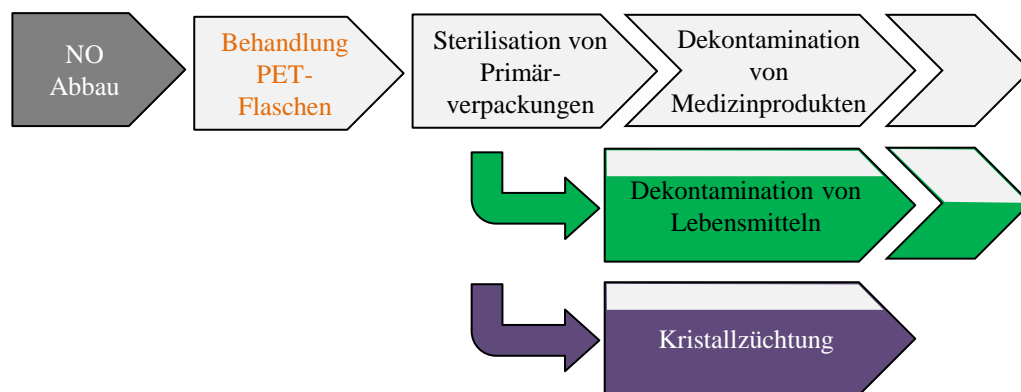 NO
Abbau
Behandlung
PET-
Flaschen
Sterilisation von
Primär-
verpackungen
Dekontamination
von
Medizinprodukten
Dekontamination von
Lebensmitteln
Kristallzüchtung